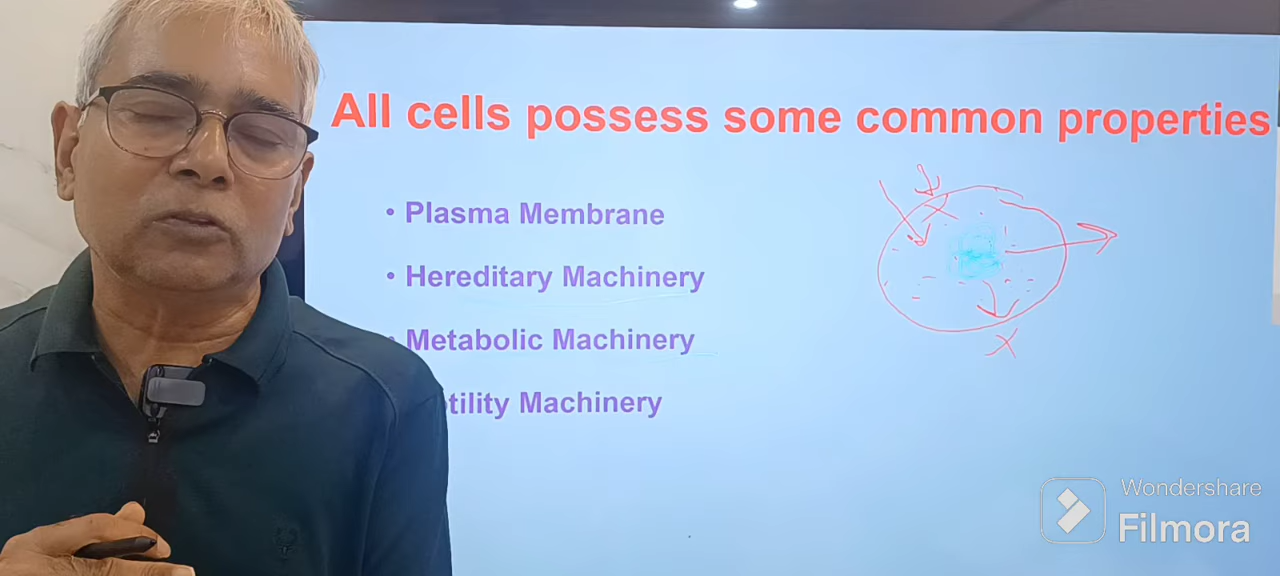 All cells possess some common properties
• Plasma Membrane
• Hereditary Machinery
• Metabolic Machinery
tility Machinery
X
X
Wondershare
Filmora